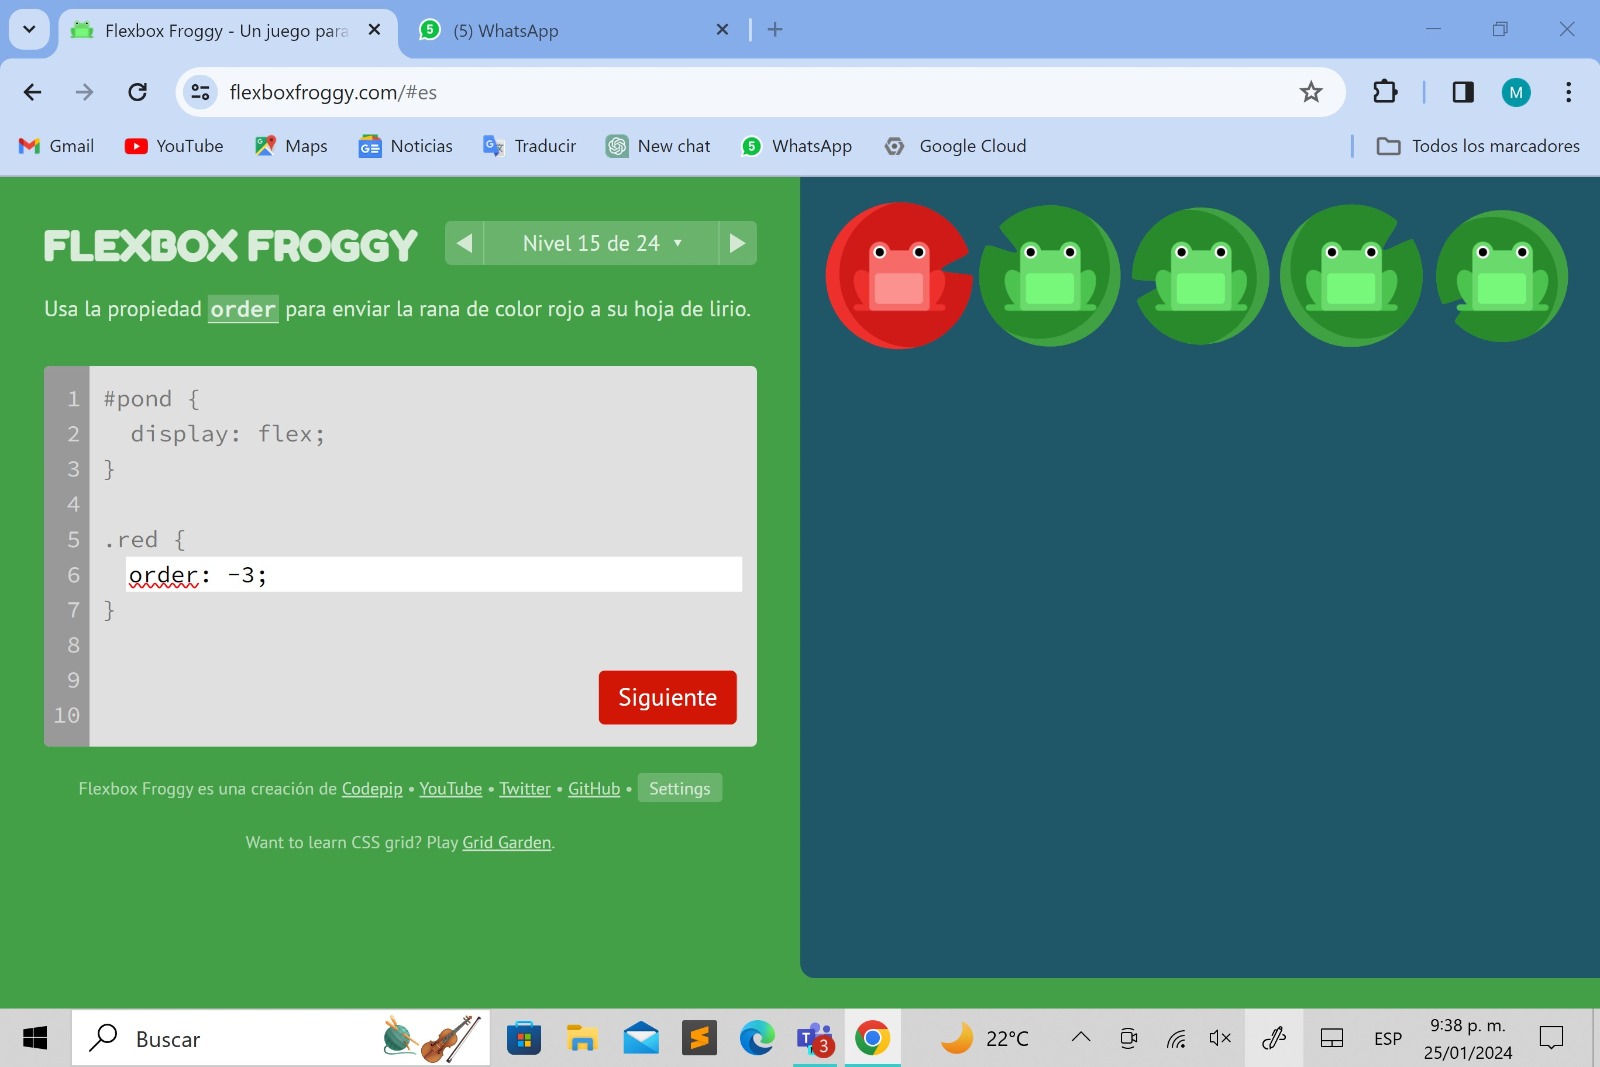 Flexbox Froggy - Un juego para
5 (5) WhatsApp
flexboxfroggy.com/#es
M
Gmail YouTube Maps Noticias Traducir New chat 5 WhatsApp Google Cloud Todos los marcadores
FLEXBOX FROGGY Nivel 15 de 24
Usa la propiedad order para enviar la rana de color rojo a su hoja de lirio.
1 #pond {
2 display: flex;
3 }
4
5 .red {
6 order: -3;
7 }
8
9
10
Siguiente
Flexbox Froggy es una creación de Codepip • YouTube • Twitter • GitHub • Settings
Want to learn CSS grid? Play Grid Garden.
Buscar
3
22°C
ESP
9:38 p. m.
25/01/2024